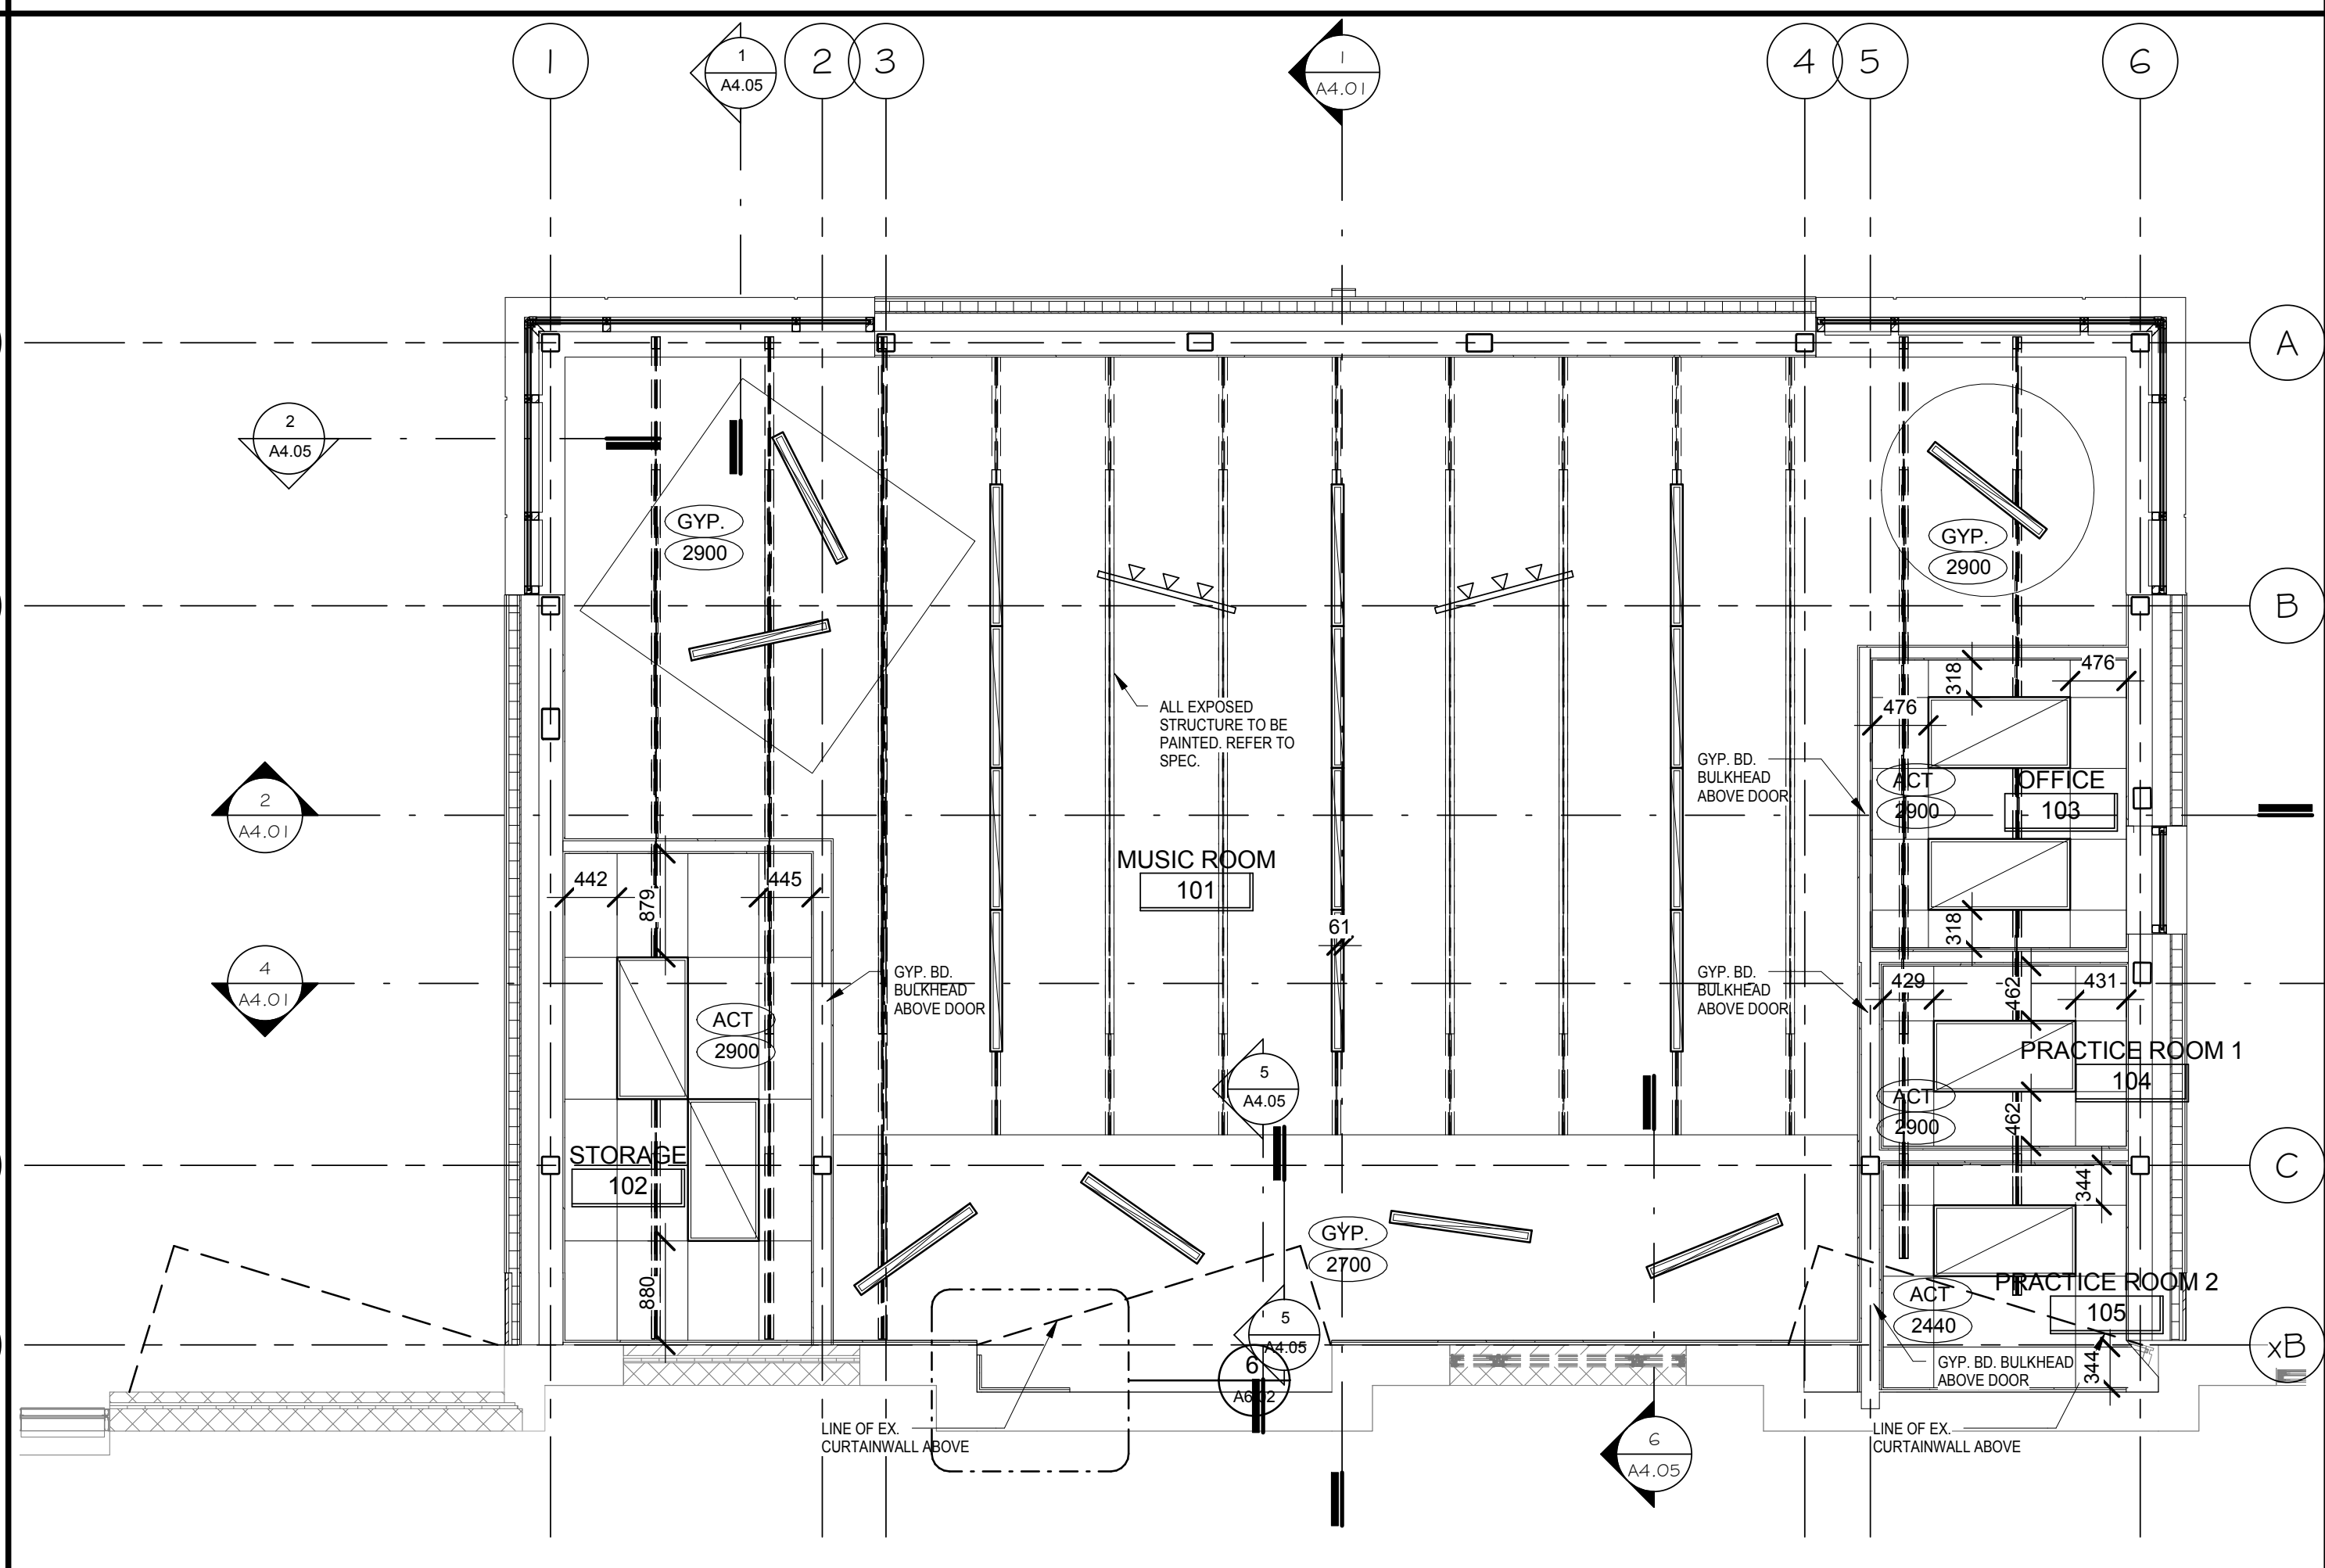 1
1
A4.05
2
3
1
A4.01
4
5
6
A
2
A4.05
GYP.
2900
GYP.
2900
B
318
476
476
ALL EXPOSED
STRUCTURE TO BE
PAINTED. REFER TO
SPEC.
GYP. BD.
BULKHEAD
ABOVE DOOR
ACT
2900
OFFICE
103
2
A4.01
MUSIC ROOM
101
442
879
445
61
318
4
A4.01
GYP. BD.
BULKHEAD
ABOVE DOOR
GYP. BD.
BULKHEAD
ABOVE DOOR
429
462
431
ACT
2900
PRACTICE ROOM 1
104
5
A4.05
ACT
2900
462
STORAGE
102
C
344
GYP.
2700
880
PRACTICE ROOM 2
105
ACT
2440
5
A4.05
xB
6
A6.02
GYP. BD. BULKHEAD
ABOVE DOOR
344
LINE OF EX.
CURTAINWALL ABOVE
6
A4.05
LINE OF EX.
CURTAINWALL ABOVE